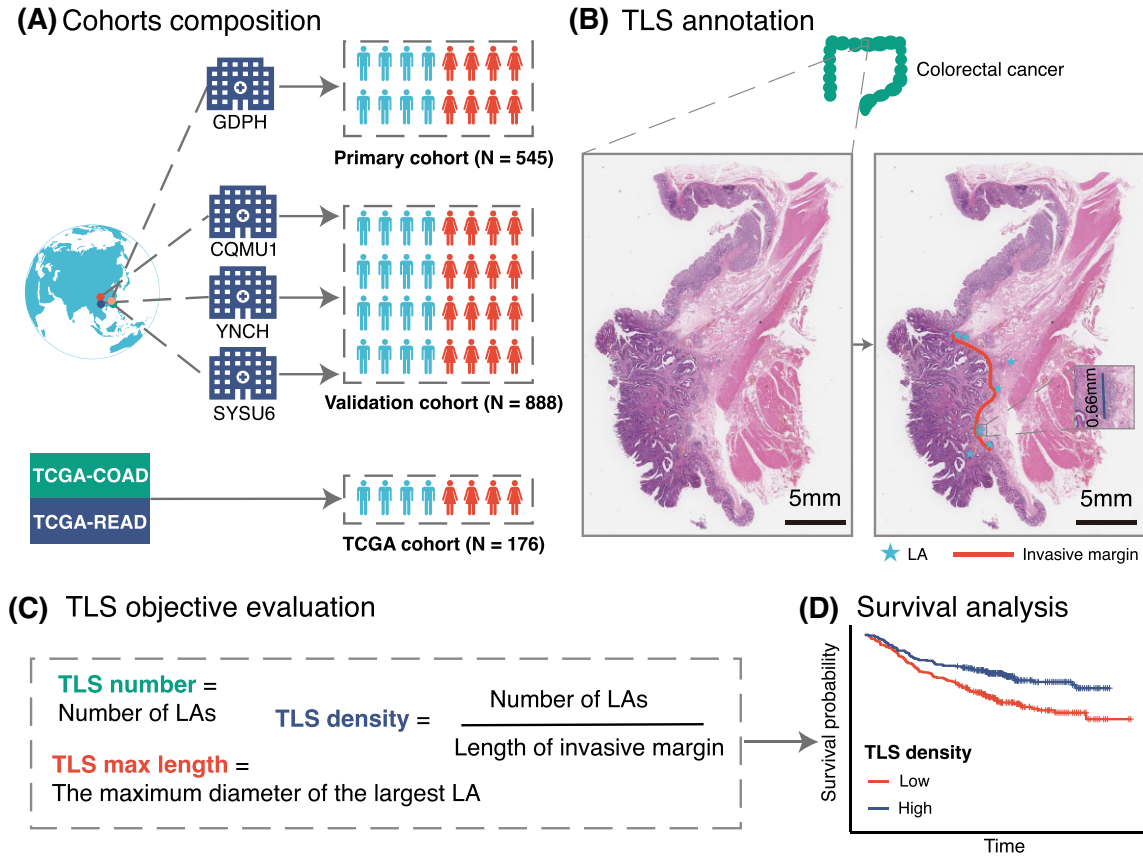 (A) Cohorts composition
GDPH
Primary cohort (N = 545)
CQMU1
YNCH
SYSU6
Validation cohort (N = 888)
TCGA-COAD
TCGA-READ
TCGA cohort (N = 176)
(B) TLS annotation
Colorectal cancer
5mm
0.66mm
5mm
LA
Invasive margin
(C) TLS objective evaluation
TLS number =
Number of LAs
TLS density =
Number of LAs
Length of invasive margin
TLS max length =
The maximum diameter of the largest LA
(D) Survival analysis
Survival probability
TLS density
Low
High
Time